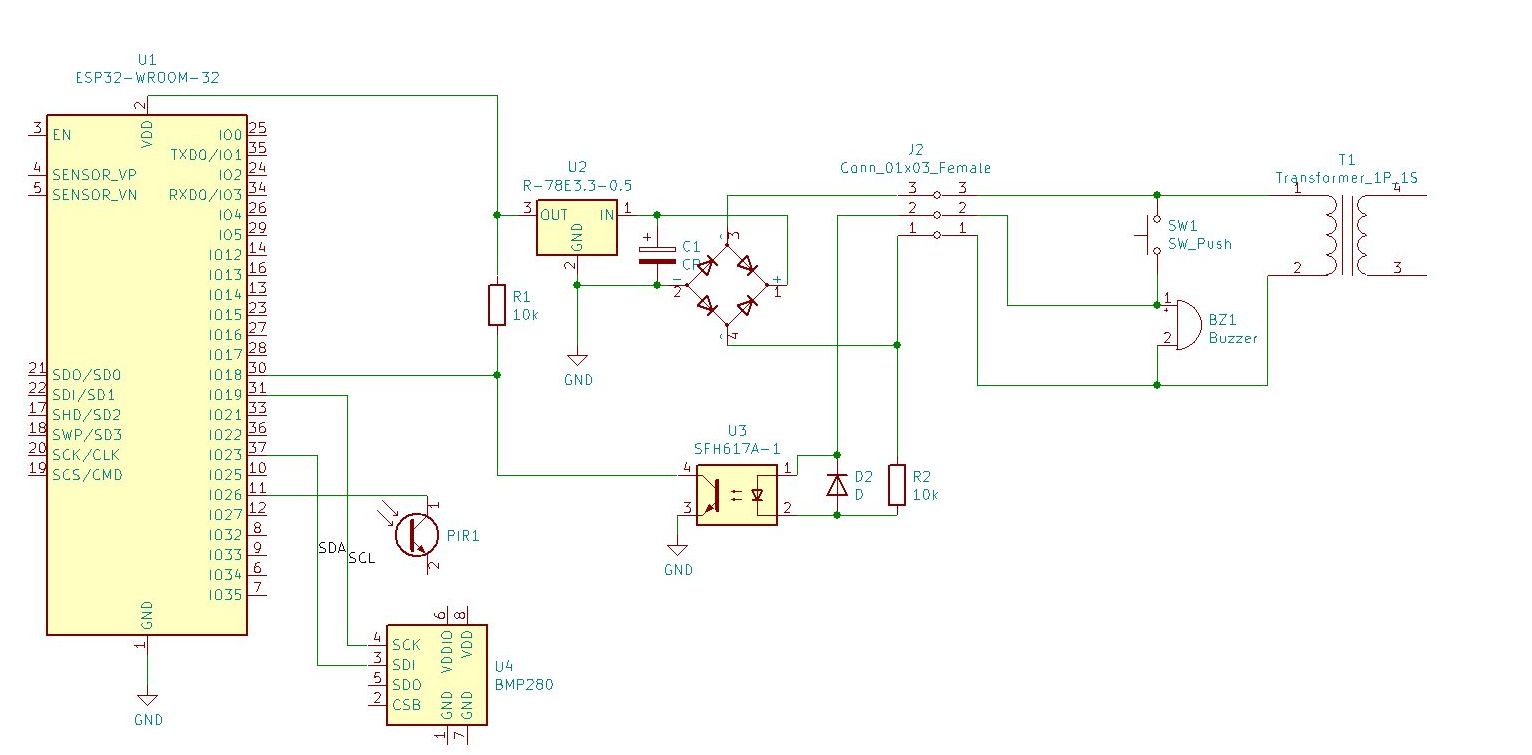 U1
ESP32-WROOM-32
2
VDD
3 EN
4 SENSOR_VP
5 SENSOR_VN
21 SDO/SD0
22 SDI/SD1
17 SHD/SD2
18 SWP/SD3
20 SCK/CLK
19 SCS/CMD
IO0 25
TXD0/IO1 35
IO2 24
RXD0/IO3 34
IO4 26
IO5 29
IO12 14
IO13 16
IO14 13
IO15 23
IO16 27
IO17 28
IO18 30
IO19 31
IO21 33
IO22 36
IO23 37
IO25 10
IO26 11
IO27 12
IO32 8
IO33 9
IO34 6
IO35 7
GND
1
GND
SDA
SCL
1
PIR1
2
6 8
VDDIO VDD
4 SCK
3 SDI
5 SDO
2 CSB
GND GND
1 7
U4
BMP280
R1
10k
U2
R-78E3.3-0.5
3 OUT IN 1
GND
2
GND
+
C1
CP
3
- +
2 1
4
U3
SFH617A-1
4 1
3 2
GND
D2
D
R2
10k
J2
Conn_01x03_Female
3 3
2 2
1 1
SW1
SW_Push
1
+
2
BZ1
Buzzer
T1
Transformer_1P_1S
1 4
2 3